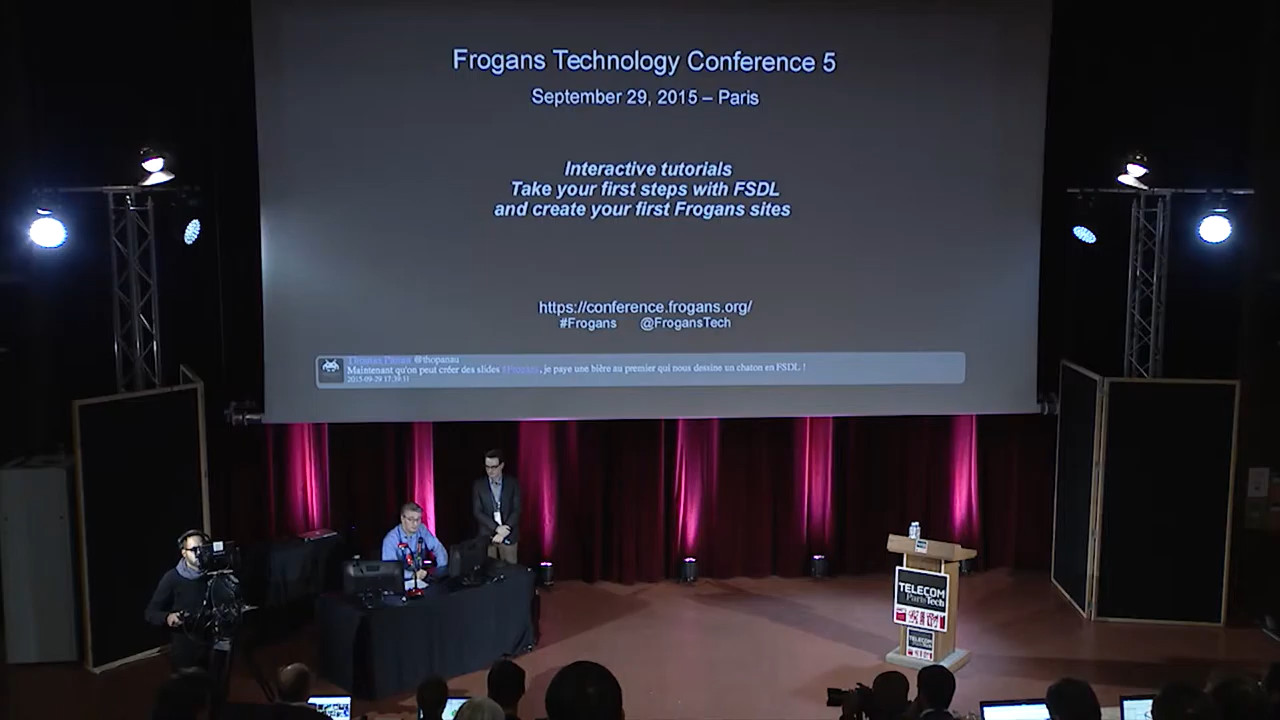 Frogans Technology Conference 5
September 29, 2015 – Paris
Interactive tutorials
Take your first steps with FSDL
and create your first Frogans sites
https://conference.frogans.org/
#Frogans @FrogansTech
@thopanau
Maintenant qu'on peut créer des slides , je paye une bière au premier qui nous dessine un chaton en FSDL !
2015-09-29 17:39:11
TELECOM
ParisTech
TELECOM
ParisTech